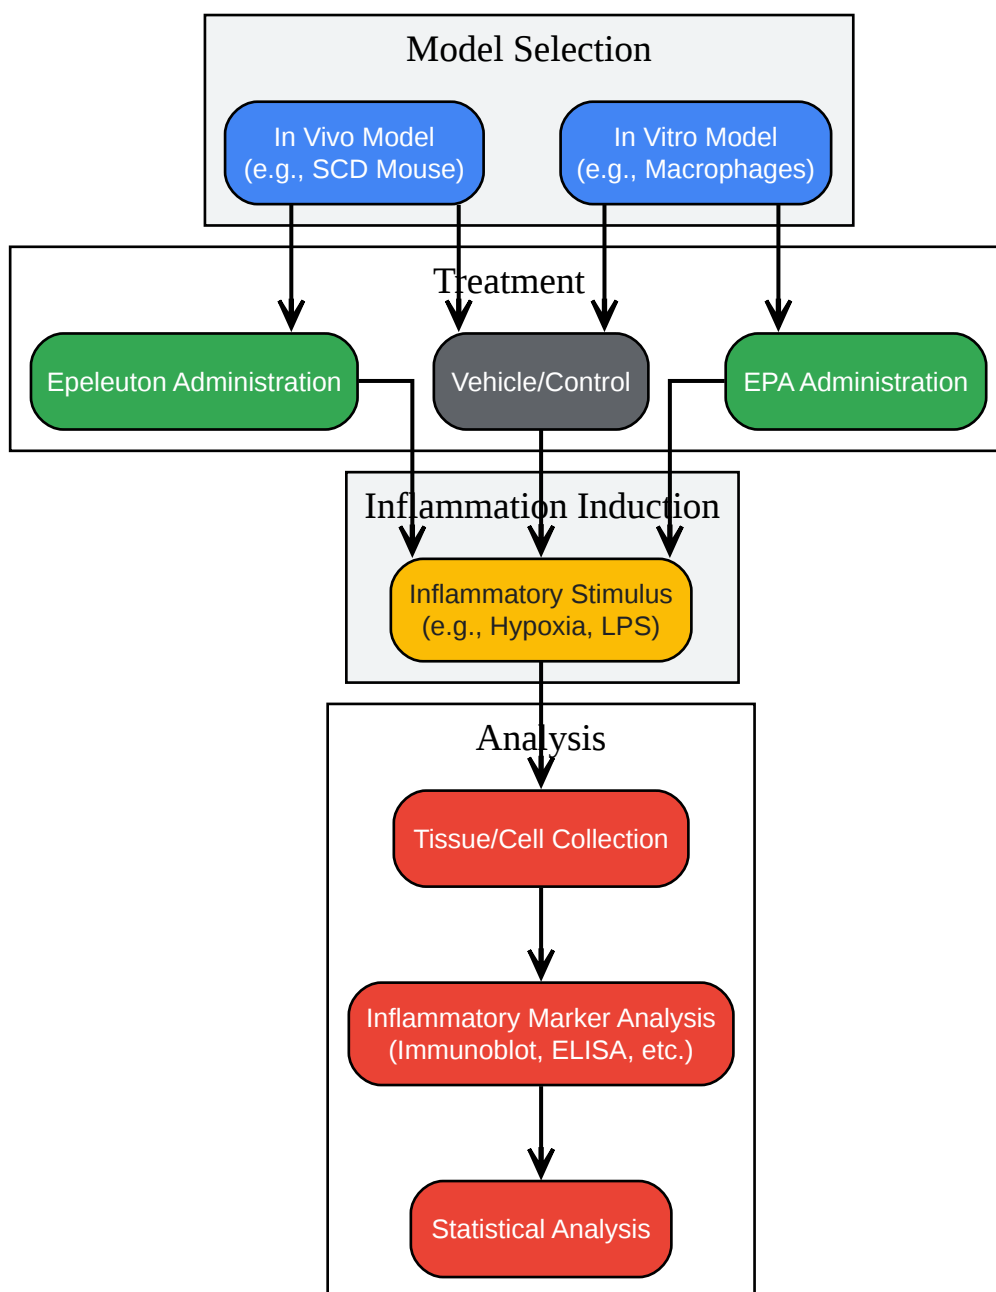 Model Selection
In Vivo Model
(e.g., SCD Mouse)
In Vitro Model
(e.g., Macrophages)
Treatment
Epeleuton Administration
Vehicle/Control
EPA Administration
Inflammation Induction
Inflammatory Stimulus
(e.g., Hypoxia, LPS)
Analysis
Tissue/Cell Collection
Inflammatory Marker Analysis
(Immunoblot, ELISA, etc.)
Statistical Analysis